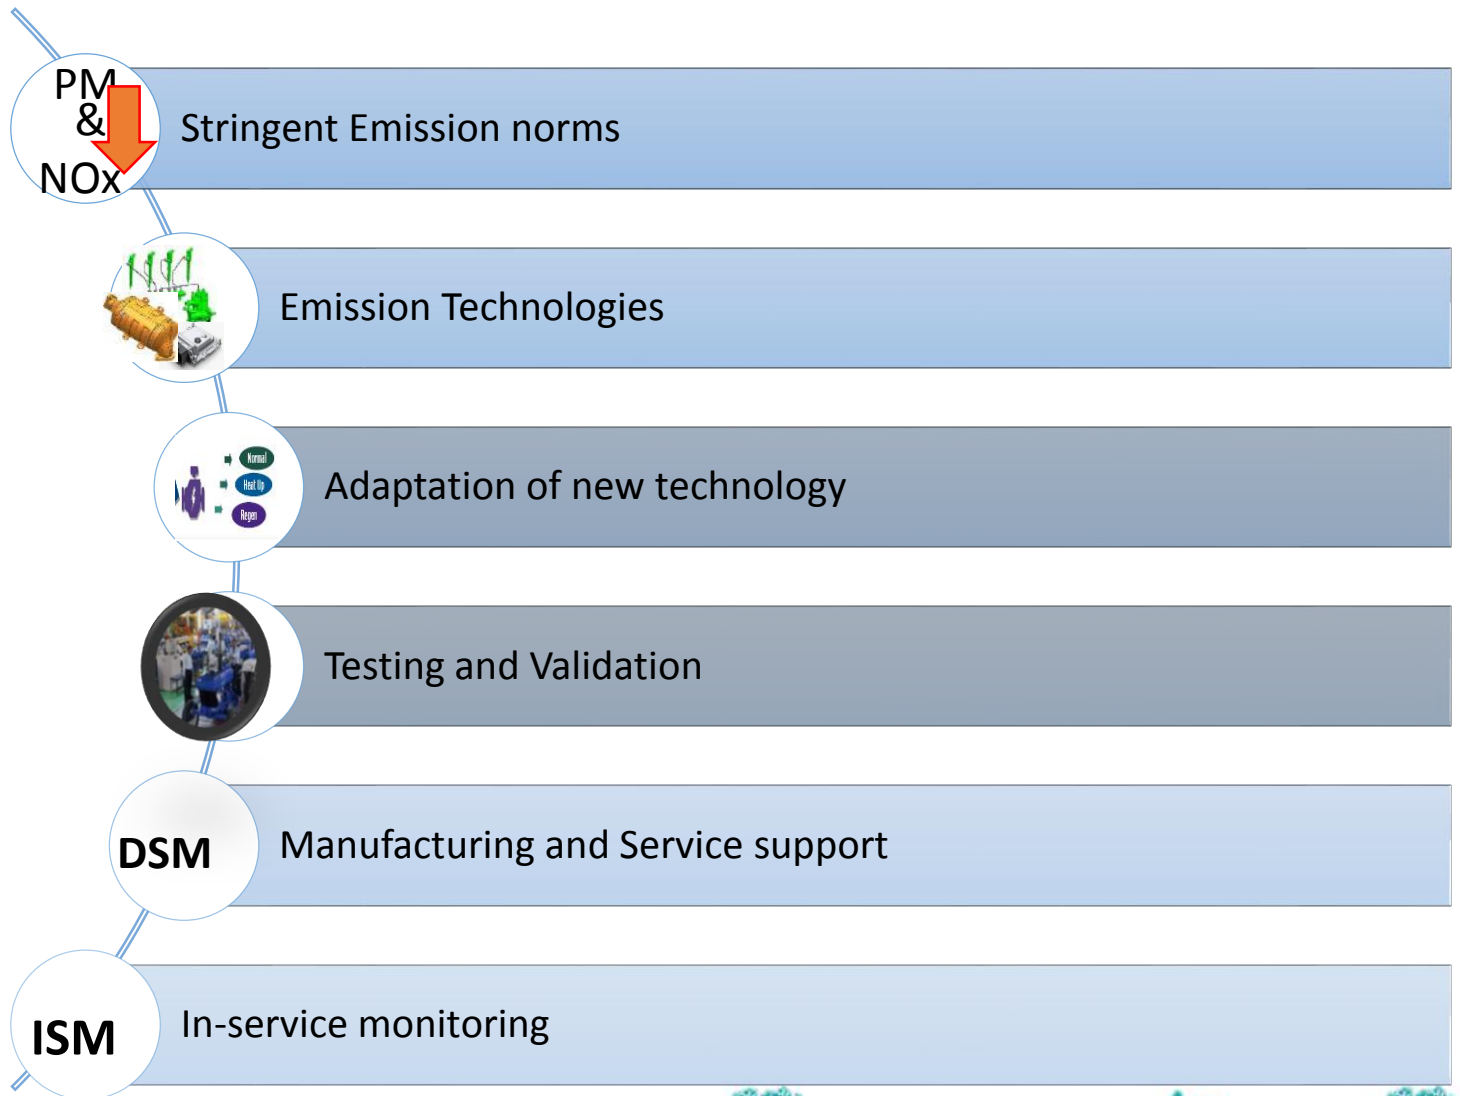 PM
&
NOx
Stringent Emission norms
Emission Technologies
Normal
Heat Up
Regen
Adaptation of new technology
Testing and Validation
DSM
Manufacturing and Service support
ISM
In-service monitoring